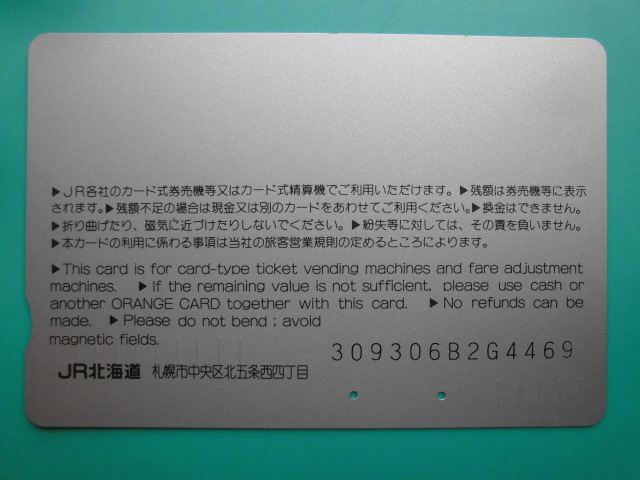 ▶JR各社のカード式券売機等又はカード式精算機でご利用いただけます。▶残額は券売機等に表示
されます。▶残額不足の場合は現金又は別のカードをあわせてご利用ください。▶換金はできません。
▶折り曲げたり、磁気に近づけたりしないでください。▶紛失等に対しては、その責を負いません。
▶本カードの利用に係わる事項は当社の旅客営業規則の定めるところによります。
▶This card is for card-type ticket vending machines and fare adjustment
machines. ▶If the remaining value is not sufficient, please use cash or
another ORANGE CARD together with this card. ▶No refunds can be
made. ▶Please do not bend ; avoid
magnetic fields.
309306B2G4469
JR北海道 札幌市中央区北五条西四丁目